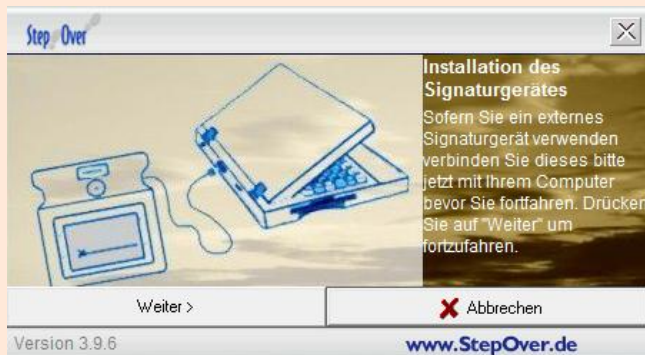 Step Over
Installation des
Signaturgerätes
Sofern Sie ein externes
Signaturgerät verwenden
verbinden Sie dieses bitte
jetzt mit Ihrem Computer
bevor Sie fortfahren. Drücken
Sie auf "Weiter" um
fortzufahren.
Weiter >
Abbrechen
Version 3.9.6
www.StepOver.de